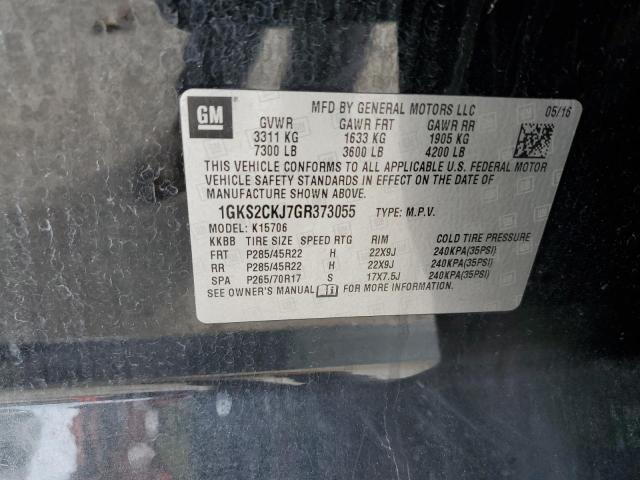 GM
MFD BY GENERAL MOTORS LLC 05/16
GVWR GAWR FRT GAWR RR
3311 KG 1633 KG 1905 KG
7300 LB 3600 LB 4200 LB
THIS VEHICLE CONFORMS TO ALL APPLICABLE U.S. FEDERAL MOTOR
VEHICLE SAFETY STANDARDS IN EFFECT ON THE DATE OF
MANUFACTURE SHOWN ABOVE.
1GKS2CKJ7GR373055 TYPE: M.P.V.
MODEL: K15706
KKBB TIRE SIZE SPEED RTG RIM COLD TIRE PRESSURE
FRT P285/45R22 H 22X9J 240KPA(35PSI)
RR P285/45R22 H 22X9J 240KPA(35PSI)
SPA P265/70R17 S 17X7.5J 240KPA(35PSI)
SEE OWNER'S MANUAL FOR MORE INFORMATION.